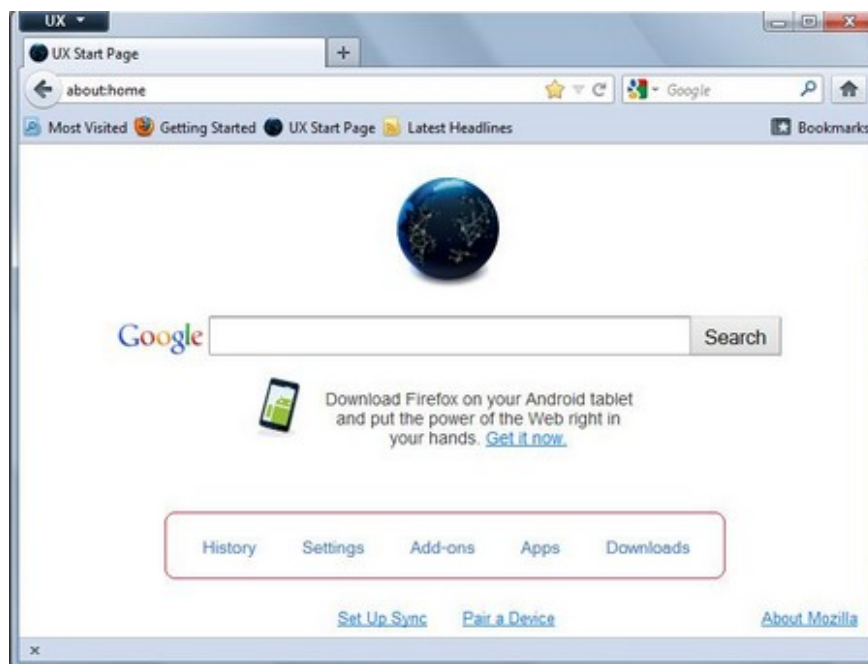 UX
UX Start Page
about:home
Google
Most Visited Getting Started UX Start Page Latest Headlines Bookmarks
Google Search
Download Firefox on your Android tablet
and put the power of the Web right in
your hands. Get it now.
History Settings Add-ons Apps Downloads
Set Up Sync Pair a Device About Mozilla